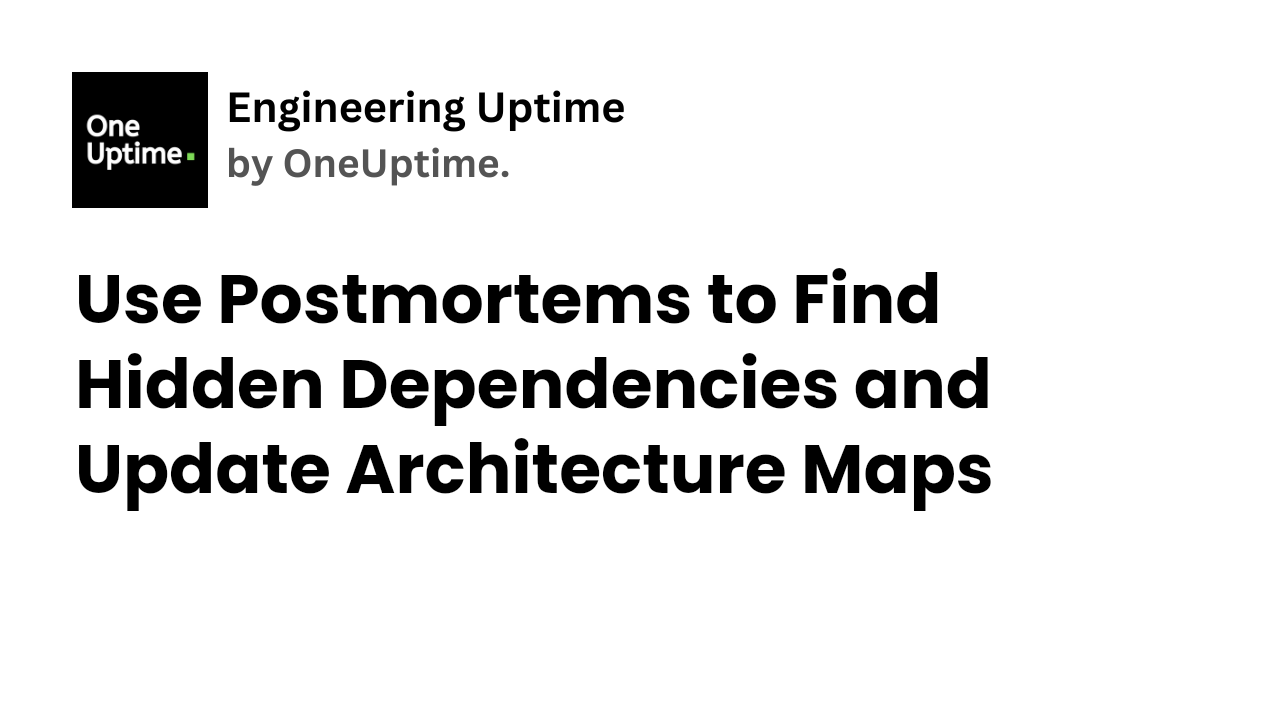 One
Uptime
Engineering Uptime
by OneUptime.
Use Postmortems to Find
Hidden Dependencies and
Update Architecture Maps